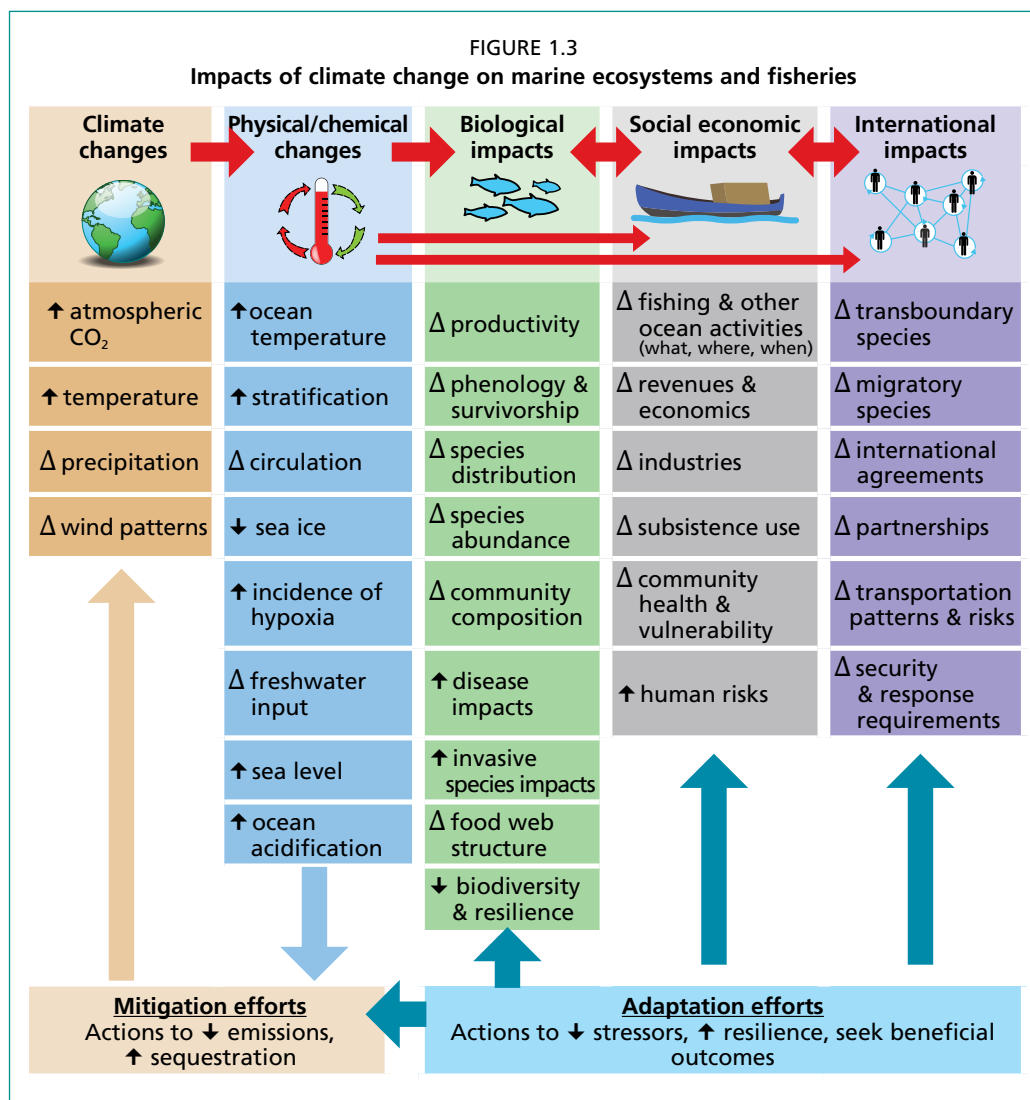 FIGURE 1.3
Impacts of climate change on marine ecosystems and fisheries
Climate
changes
Physical/chemical
changes
Biological
impacts
Social economic
impacts
International
impacts
↑ atmospheric
CO₂
↑ temperature
Δ precipitation
Δ wind patterns
↑ ocean
temperature
↑ stratification
Δ circulation
↓ sea ice
↑ incidence of
hypoxia
Δ freshwater
input
↑ sea level
↑ ocean
acidification
Δ productivity
Δ phenology &
survivorship
Δ species
distribution
Δ species
abundance
Δ community
composition
↑ disease
impacts
↑ invasive
species impacts
Δ food web
structure
↓ biodiversity
& resilience
Δ fishing & other
ocean activities
(what, where, when)
Δ revenues &
economics
Δ industries
Δ subsistence use
Δ community
health &
vulnerability
↑ human risks
Δ transboundary
species
Δ migratory
species
Δ international
agreements
Δ partnerships
Δ transportation
patterns & risks
Δ security
& response
requirements
Mitigation efforts
Actions to ↓ emissions,
↑ sequestration
Adaptation efforts
Actions to ↓ stressors, ↑ resilience, seek beneficial
outcomes